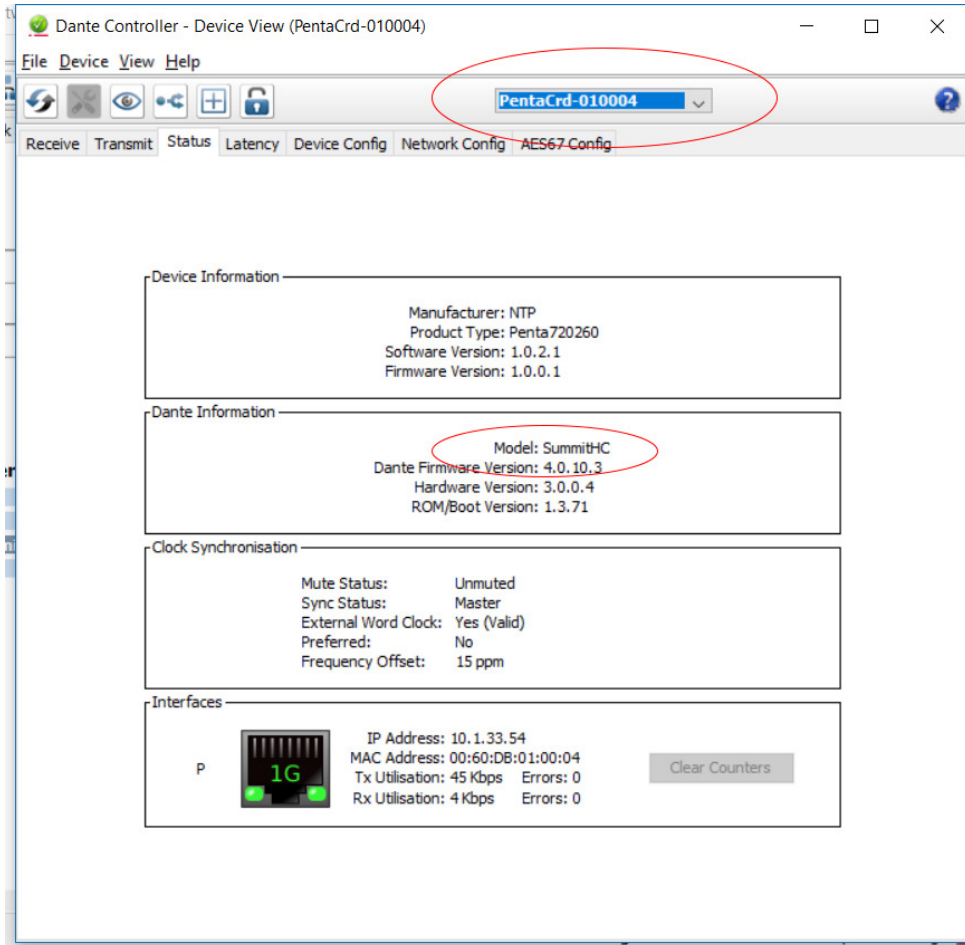 Dante Controller - Device View (PentaCrd-010004)
File Device View Help
PentaCrd-010004
Receive Transmit Status Latency Device Config Network Config AES67 Config
Device Information
Manufacturer: NTP
Product Type: Penta720260
Software Version: 1.0.2.1
Firmware Version: 1.0.0.1
Dante Information
Model: SummitHC
Dante Firmware Version: 4.0.10.3
Hardware Version: 3.0.0.4
ROM/Boot Version: 1.3.71
Clock Synchronisation
Mute Status: Unmuted
Sync Status: Master
External Word Clock: Yes (Valid)
Preferred: No
Frequency Offset: 15 ppm
Interfaces
P
1G
IP Address: 10.1.33.54
MAC Address: 00:60:DB:01:00:04
Tx Utilisation: 45 Kbps Errors: 0
Rx Utilisation: 4 Kbps Errors: 0
Clear Counters